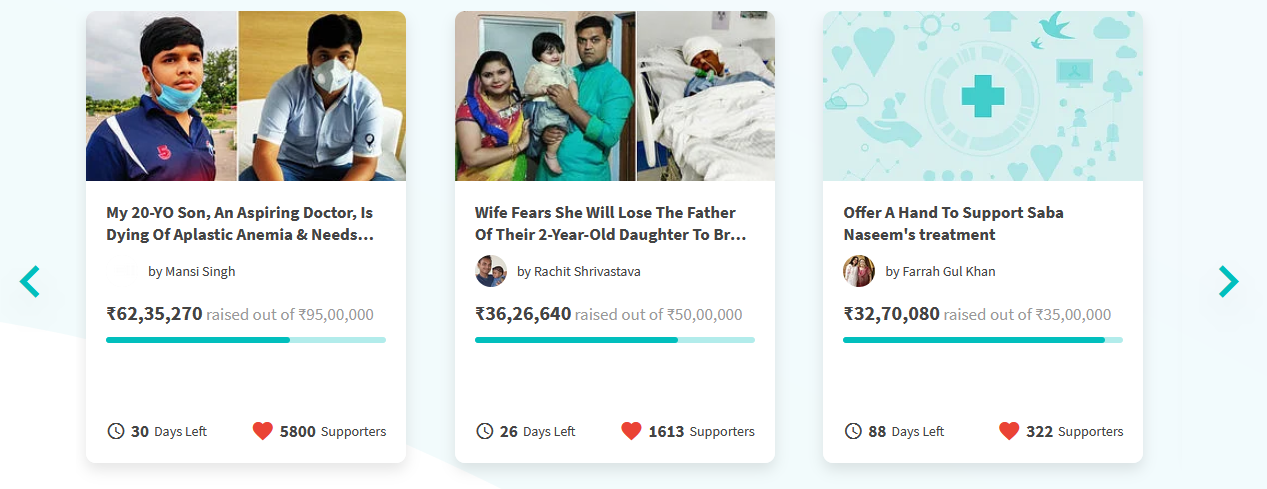 My 20-YO Son, An Aspiring Doctor, Is
Dying Of Aplastic Anemia & Needs...
by Mansi Singh
₹62,35,270 raised out of ₹95,00,000
30 Days Left
5800 Supporters
Wife Fears She Will Lose The Father
Of Their 2-Year-Old Daughter To Br...
by Rachit Shrivastava
₹36,26,640 raised out of ₹50,00,000
26 Days Left
1613 Supporters
Offer A Hand To Support Saba
Naseem's treatment
by Farrah Gul Khan
₹32,70,080 raised out of ₹35,00,000
88 Days Left
322 Supporters